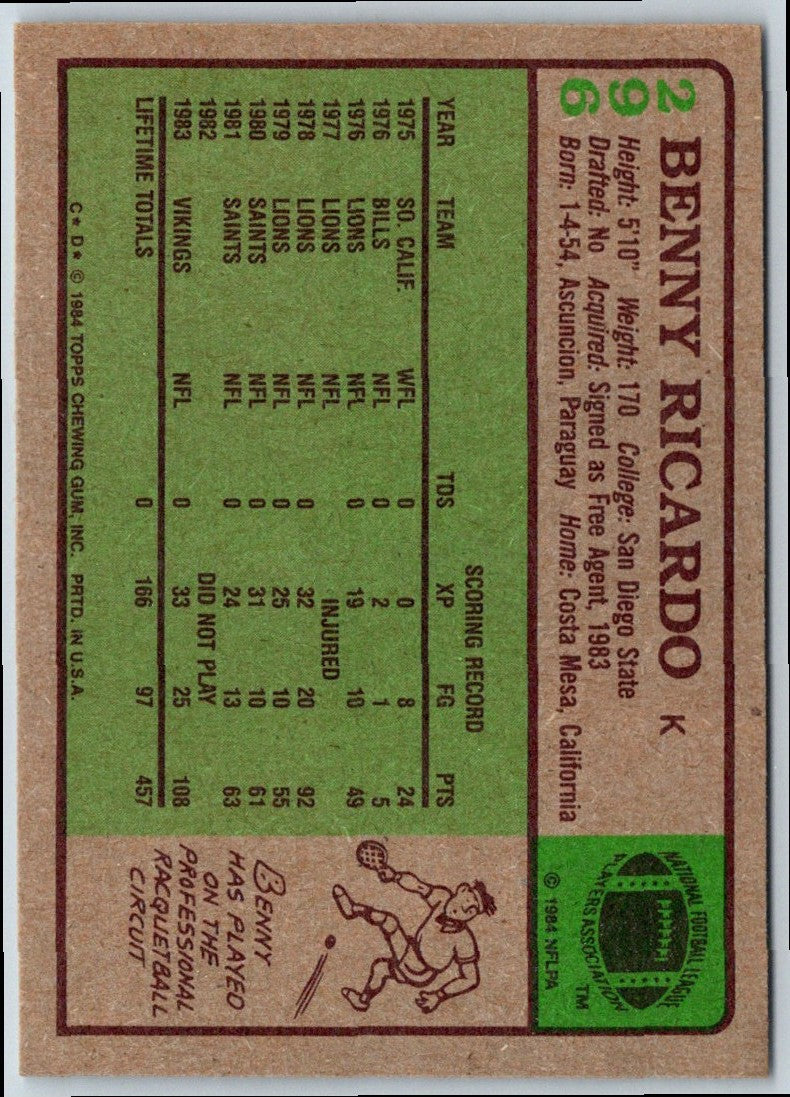 296
BENNY RICARDO K
Height: 5'10" Weight: 170 College: San Diego State
Drafted: No Acquired: Signed as Free Agent, 1983
Born: 1-4-54, Ascuncion, Paraguay Home: Costa Mesa, California
NATIONAL FOOTBALL LEAGUE
PLAYERS ASSOCIATION
TM
© 1984 NFLPA
SCORING RECORD
YEAR TEAM TDS XP FG PTS
1975 SO. CALIF. WFL 0 0 8 24
1976 BILLS NFL 0 2 1 5
1976 LIONS NFL 0 19 10 49
1977 LIONS NFL INJURED
1978 LIONS NFL 0 32 20 92
1979 LIONS NFL 0 25 10 55
1980 SAINTS NFL 0 31 10 61
1981 SAINTS NFL 0 24 13 63
1982 DID NOT PLAY
1983 VIKINGS NFL 0 33 25 108
LIFETIME TOTALS 0 166 97 457
C* D* © 1984 TOPPS CHEWING GUM, INC. PRTD. IN U.S.A.
BENNY
HAS PLAYED
ON THE
PROFESSIONAL
RACQUETBALL
CIRCUIT